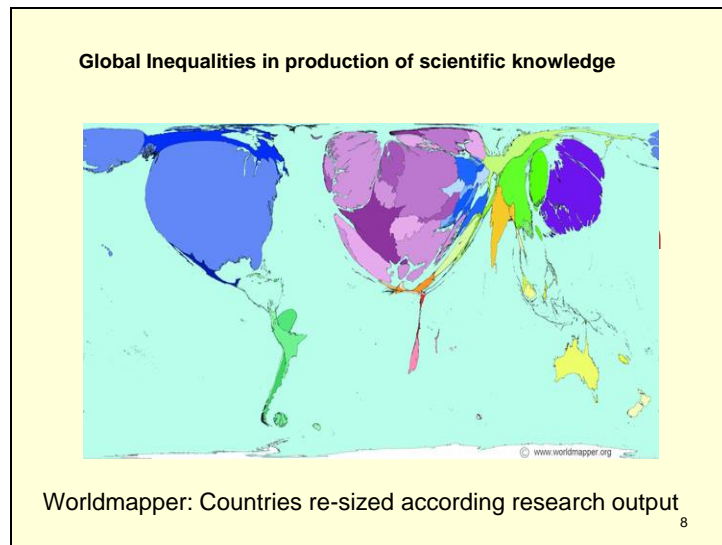 Global Inequalities in production of scientific knowledge
© www.worldmapper.org
Worldmapper: Countries re-sized according research output
8